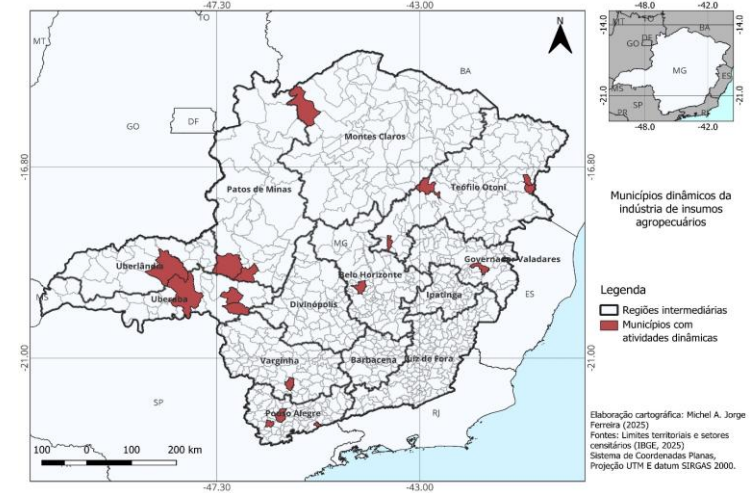 -47.30
-43.00
TO
MT
BA
GO
DF
Montes Claros
-16.80
-16.80
Patos de Minas
Teófilo Otoni
MG
Uberlândia
Belo Horizonte
Governador Valadares
MS
Uberaba
Ipatinga
ES
Divinópolis
-21.00
-21.00
Varginha
Barbacena
Juiz de Fora
SP
Pouso Alegre
RJ
100 0 100 200 km
-47.30
-43.00
N
-48.0
-42.0
-14.0
-14.0
MT
TO
BA
DF
GO
MG
ES
MS
-21.0
-21.0
SP
PR
RJ
-48.0
-42.0
Municípios dinâmicos da
indústria de insumos
agropecuários
Legenda
Regiões intermediárias
Municípios com
atividades dinâmicas
Elaboração cartográfica: Michel A. Jorge
Ferreira (2025)
Fontes: Limites territoriais e setores
censitários (IBGE, 2025)
Sistema de Coordenadas Planas,
Projeção UTM E datum SIRGAS 2000.